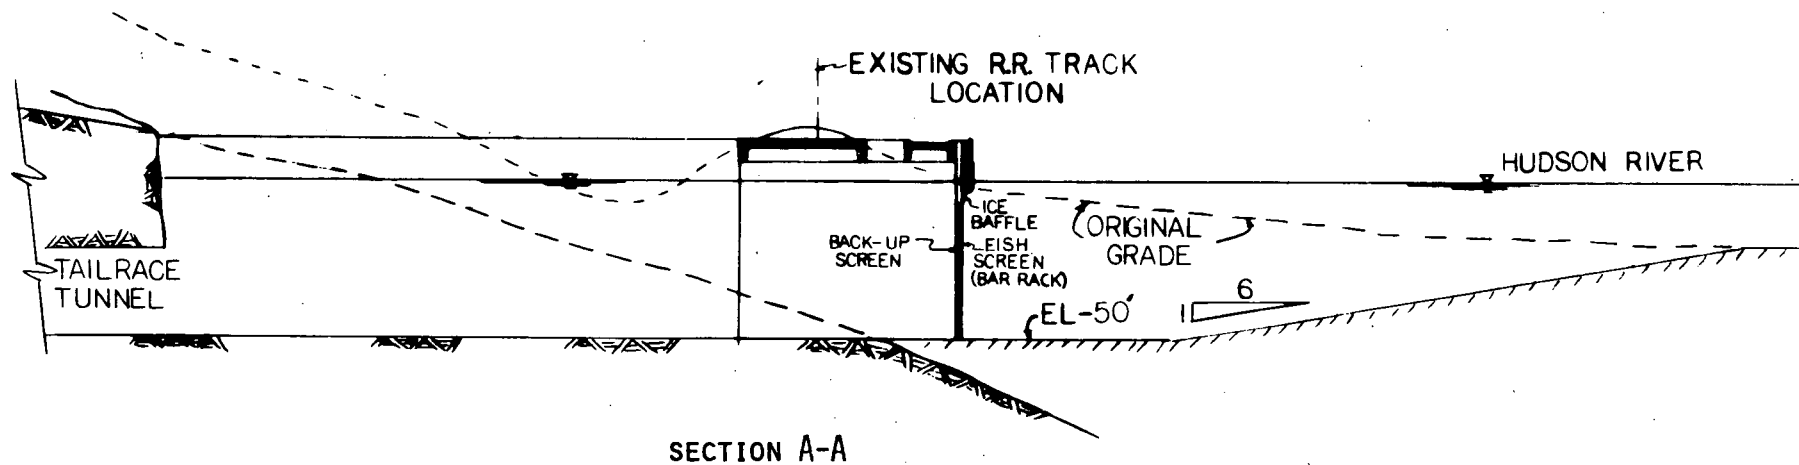 EXISTING R.R. TRACK
LOCATION
HUDSON RIVER
ICE
BAFFLE
ORIGINAL
GRADE
BACK-UP
SCREEN
EISH
SCREEN
(BAR RACK)
TAILRACE
TUNNEL
EL-50'
6
1
SECTION A-A